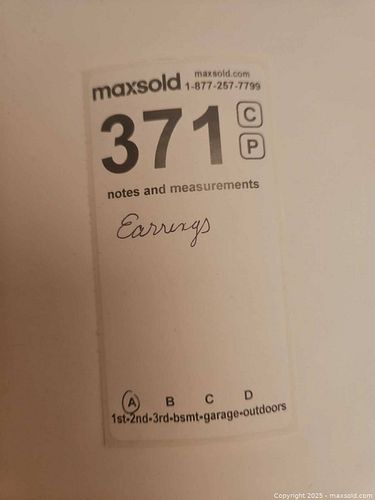 maxsold maxsold.com
1-877-257-7799
371 C
P
notes and measurements
Earrings
A B C D
1st-2nd-3rd-bsmt-garage-outdoors
Copyright 2025 - maxsold.com